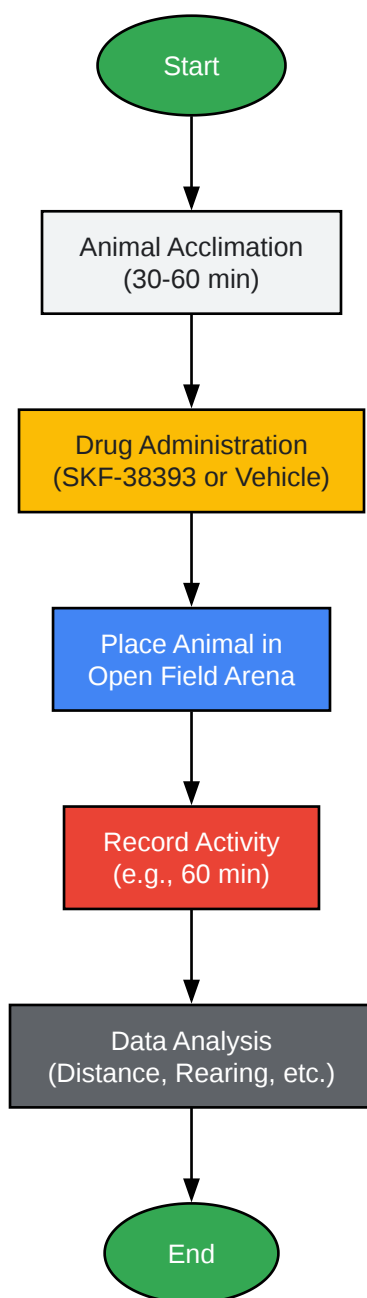 Start
Animal Acclimation
(30-60 min)
Drug Administration
(SKF-38393 or Vehicle)
Place Animal in
Open Field Arena
Record Activity
(e.g., 60 min)
Data Analysis
(Distance, Rearing, etc.)
End